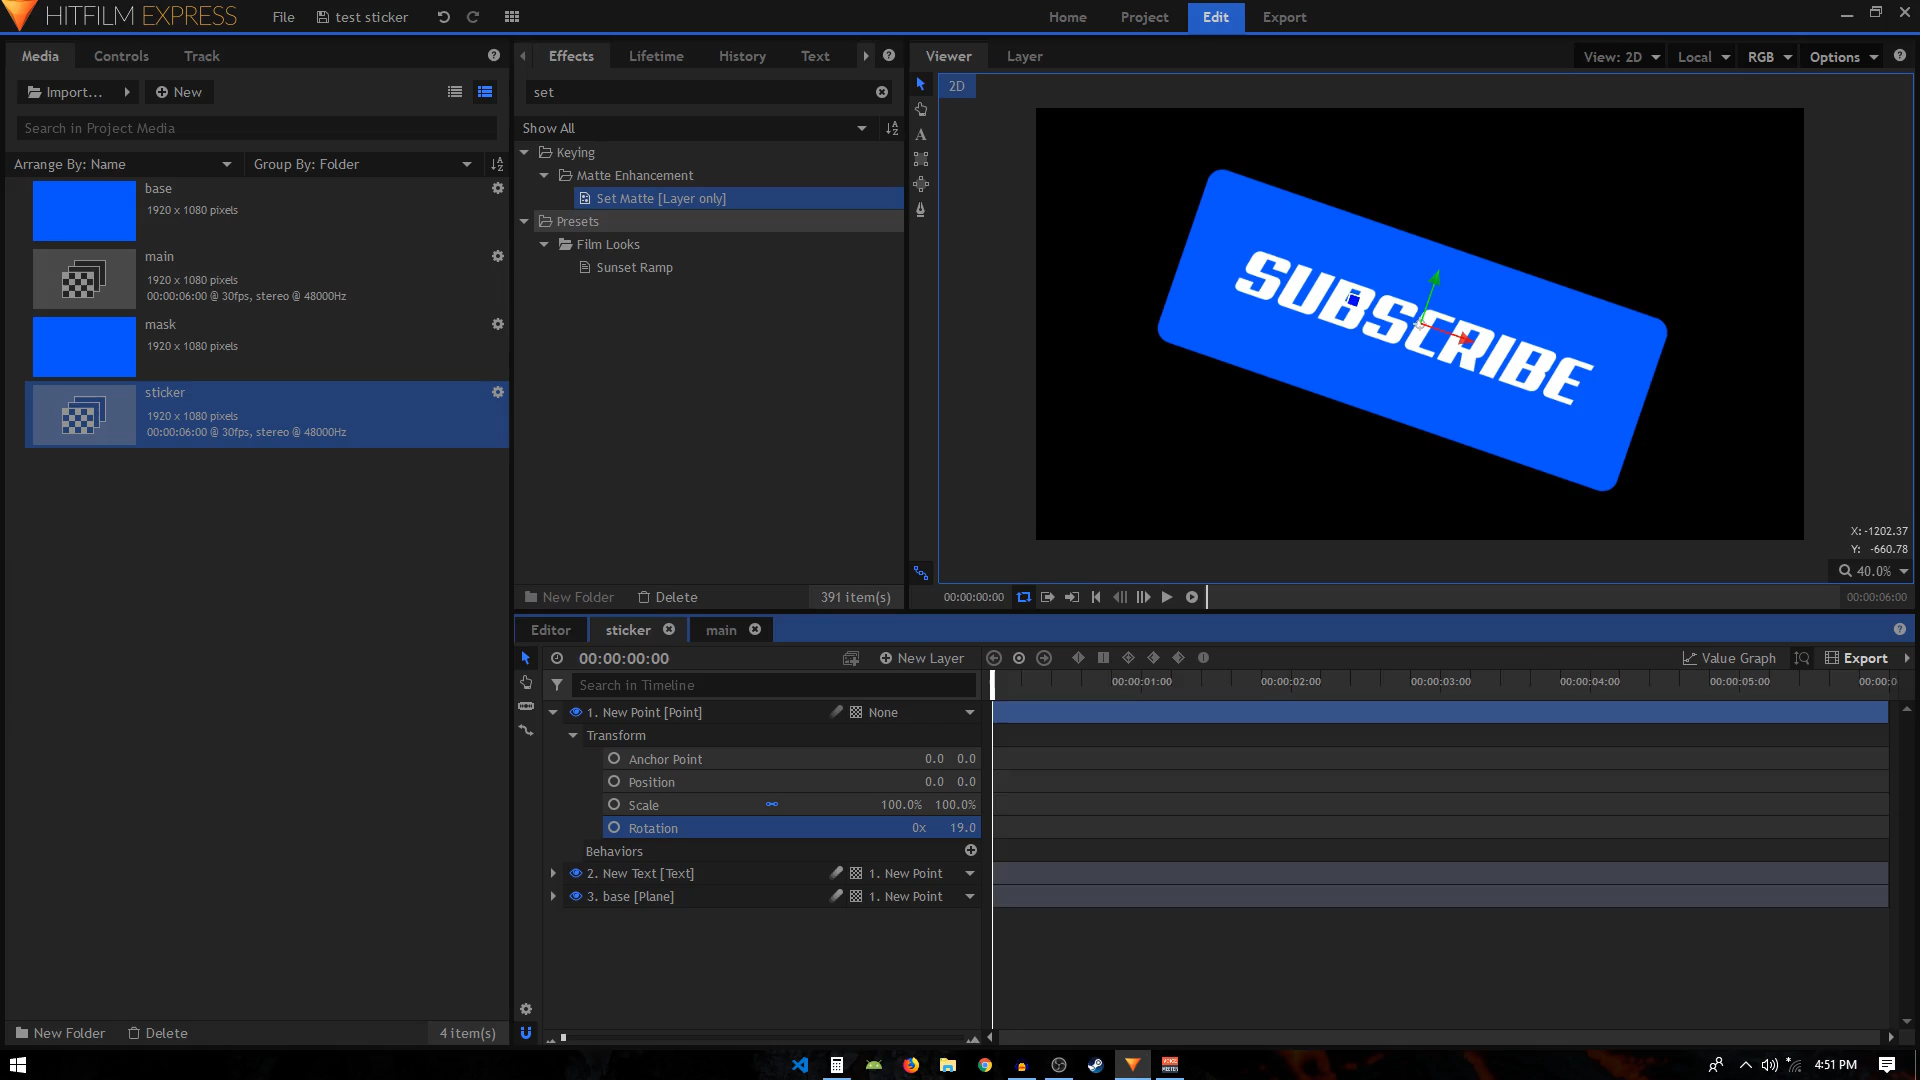 HITFILM EXPRESS
File
test sticker
Home
Project
Edit
Export
Media
Controls
Track
Effects
Lifetime
History
Text
Viewer
Layer
View: 2D
Local
RGB
Options
Import...
New
set
2D
Search in Project Media
Show All
Arrange By: Name
Group By: Folder
Keying
Matte Enhancement
Set Matte [Layer only]
Presets
Film Looks
Sunset Ramp
base
1920 x 1080 pixels
main
1920 x 1080 pixels
00:00:06:00 @ 30fps, stereo @ 48000Hz
mask
1920 x 1080 pixels
sticker
1920 x 1080 pixels
00:00:06:00 @ 30fps, stereo @ 48000Hz
SUBSCRIBE
X: -1202.37
Y: -660.78
40.0%
New Folder
Delete
391 item(s)
00:00:00:00
00:00:06:00
Editor
sticker
main
00:00:00:00
New Layer
Value Graph
Export
Search in Timeline
00:00:01:00
00:00:02:00
00:00:03:00
00:00:04:00
00:00:05:00
00:00:0
1. New Point [Point]
None
Transform
Anchor Point
0.0 0.0
Position
0.0 0.0
Scale
100.0% 100.0%
Rotation
0x 19.0
Behaviors
2. New Text [Text]
1. New Point
3. base [Plane]
1. New Point
New Folder
Delete
4 item(s)
4:51 PM